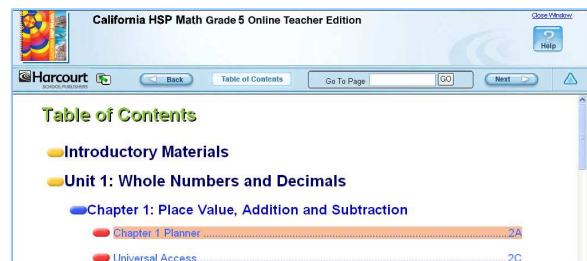 California HSP Math Grade 5 Online Teacher Edition
Close Window
?
Help
Harcourt
SCHOOL PUBLISHERS
Back
Table of Contents
Go To Page
GO
Next
Table of Contents
Introductory Materials
Unit 1: Whole Numbers and Decimals
Chapter 1: Place Value, Addition and Subtraction
Chapter 1 Planner 2A
Universal Access 2C